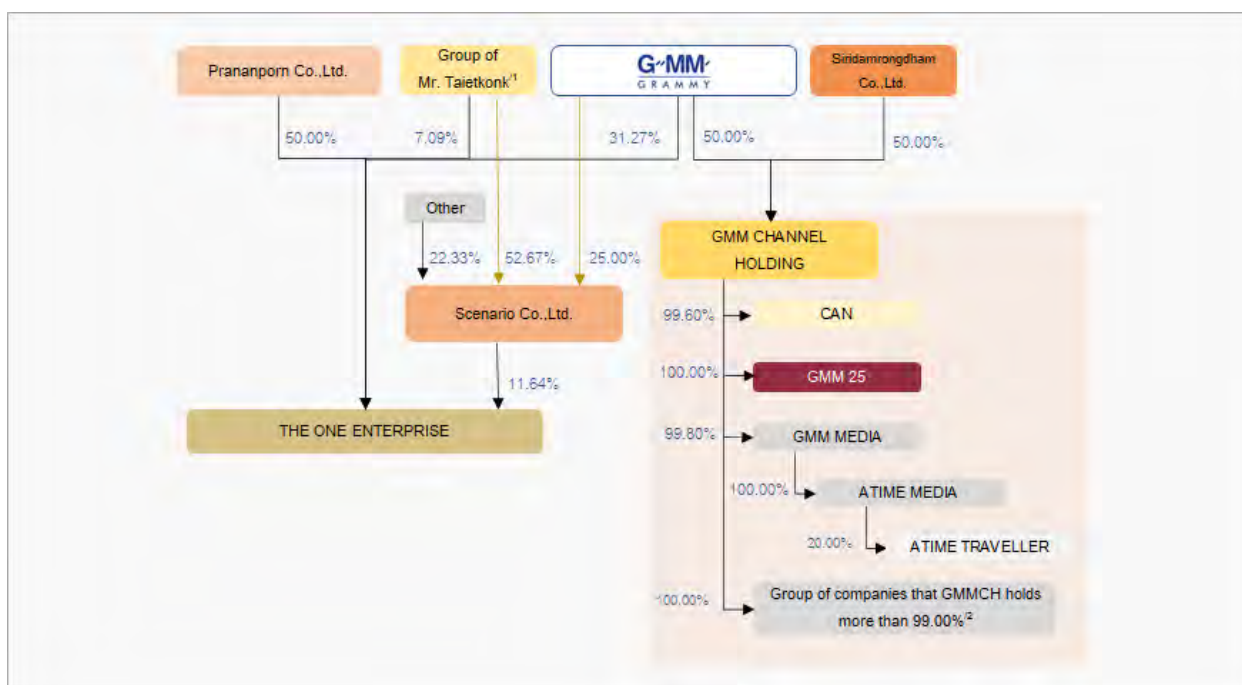 Prananporn Co.,Ltd.
Group of
Mr. Taietkonk/1
G"MM'
GRAMMY
Siridamrongdham
Co.,Ltd.
50.00%
7.09%
31.27%
50.00%
50.00%
Other
22.33%
52.67%
25.00%
GMM CHANNEL
HOLDING
Scenario Co.,Ltd.
99.60%
CAN
11.64%
100.00%
GMM 25
THE ONE ENTERPRISE
99.80%
GMM MEDIA
100.00%
ATIME MEDIA
20.00%
ATIME TRAVELLER
100.00%
Group of companies that GMMCH holds
more than 99.00%/2